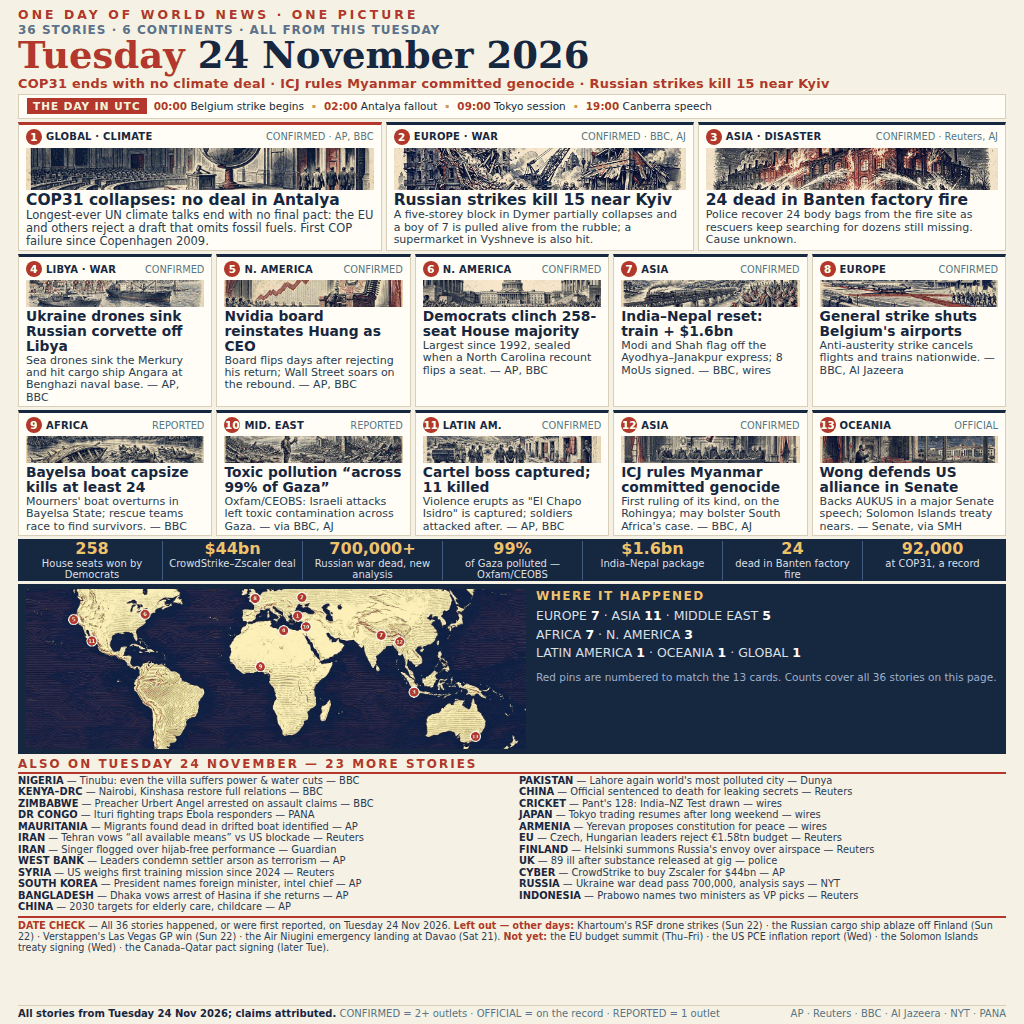 ONE DAY OF WORLD NEWS · ONE PICTURE
36 STORIES · 6 CONTINENTS · ALL FROM THIS TUESDAY
Tuesday 24 November 2026
COP31 ends with no climate deal · ICJ rules Myanmar committed genocide · Russian strikes kill 15 near Kyiv
THE DAY IN UTC 00:00 Belgium strike begins • 02:00 Antalya fallout • 09:00 Tokyo session • 19:00 Canberra speech
1 GLOBAL · CLIMATE CONFIRMED · AP, BBC
COP31 collapses: no deal in Antalya
Longest-ever UN climate talks end with no final pact: the EU
and others reject a draft that omits fossil fuels. First COP
failure since Copenhagen 2009.
2 EUROPE · WAR CONFIRMED · BBC, AJ
Russian strikes kill 15 near Kyiv
A five-storey block in Dymer partially collapses and
a boy of 7 is pulled alive from the rubble; a
supermarket in Vyshneve is also hit.
3 ASIA · DISASTER CONFIRMED · Reuters, AJ
24 dead in Banten factory fire
Police recover 24 body bags from the fire site as
rescuers keep searching for dozens still missing.
Cause unknown.
4 LIBYA · WAR CONFIRMED
Ukraine drones sink
Russian corvette off
Libya
Sea drones sink the Merkury
and hit cargo ship Angara at
Benghazi naval base. — AP,
BBC
5 N. AMERICA CONFIRMED
Nvidia board
reinstates Huang as
CEO
Board flips days after rejecting
his return; Wall Street soars on
the rebound. — AP, BBC
6 N. AMERICA CONFIRMED
Democrats clinch 258-
seat House majority
Largest since 1992, sealed
when a North Carolina recount
flips a seat. — AP, BBC
7 ASIA CONFIRMED
India–Nepal reset:
train + $1.6bn
Modi and Shah flag off the
Ayodhya–Janakpur express; 8
MoUs signed. — BBC, wires
8 EUROPE CONFIRMED
General strike shuts
Belgium's airports
Anti-austerity strike cancels
flights and trains nationwide. —
BBC, Al Jazeera
9 AFRICA REPORTED
Bayelsa boat capsize
kills at least 24
Mourners' boat overturns in
Bayelsa State; rescue teams
race to find survivors. — BBC
10 MID. EAST REPORTED
Toxic pollution “across
99% of Gaza”
Oxfam/CEOBS: Israeli attacks
left toxic contamination across
Gaza. — via BBC, AJ
11 LATIN AM. CONFIRMED
Cartel boss captured;
11 killed
Violence erupts as "El Chapo
Isidro" is captured; soldiers
attacked after. — AP, BBC
12 ASIA CONFIRMED
ICJ rules Myanmar
committed genocide
First ruling of its kind, on the
Rohingya; may bolster South
Africa's case. — BBC, AJ
13 OCEANIA OFFICIAL
Wong defends US
alliance in Senate
Backs AUKUS in a major Senate
speech; Solomon Islands treaty
nears. — Senate, via SMH
258
House seats won by
Democrats
$44bn
CrowdStrike–Zscaler deal
700,000+
Russian war dead, new
analysis
99%
of Gaza polluted —
Oxfam/CEOBS
$1.6bn
India–Nepal package
24
dead in Banten factory
fire
92,000
at COP31, a record
WHERE IT HAPPENED
EUROPE 7 · ASIA 11 · MIDDLE EAST 5
AFRICA 7 · N. AMERICA 3
LATIN AMERICA 1 · OCEANIA 1 · GLOBAL 1
Red pins are numbered to match the 13 cards. Counts cover all 36 stories on this page.
ALSO ON TUESDAY 24 NOVEMBER — 23 MORE STORIES
NIGERIA — Tinubu: even the villa suffers power & water cuts — BBC
KENYA–DRC — Nairobi, Kinshasa restore full relations — BBC
ZIMBABWE — Preacher Urbert Angel arrested on assault claims — BBC
DR CONGO — Ituri fighting traps Ebola responders — PANA
MAURITANIA — Migrants found dead in drifted boat identified — AP
IRAN — Tehran vows “all available means” vs US blockade — Reuters
IRAN — Singer flogged over hijab-free performance — Guardian
WEST BANK — Leaders condemn settler arson as terrorism — AP
SYRIA — US weighs first training mission since 2024 — Reuters
SOUTH KOREA — President names foreign minister, intel chief — AP
BANGLADESH — Dhaka vows arrest of Hasina if she returns — AP
CHINA — 2030 targets for elderly care, childcare — AP
PAKISTAN — Lahore again world's most polluted city — Dunya
CHINA — Official sentenced to death for leaking secrets — Reuters
CRICKET — Pant's 128: India–NZ Test drawn — wires
JAPAN — Tokyo trading resumes after long weekend — wires
ARMENIA — Yerevan proposes constitution for peace — wires
EU — Czech, Hungarian leaders reject €1.58tn budget — Reuters
FINLAND — Helsinki summons Russia's envoy over airspace — Reuters
UK — 89 ill after substance released at gig — police
CYBER — CrowdStrike to buy Zscaler for $44bn — AP
RUSSIA — Ukraine war dead pass 700,000, analysis says — NYT
INDONESIA — Prabowo names two ministers as VP picks — Reuters
DATE CHECK — All 36 stories happened, or were first reported, on Tuesday 24 Nov 2026. Left out — other days: Khartoum's RSF drone strikes (Sun 22) · the Russian cargo ship ablaze off Finland (Sun
22) · Verstappen's Las Vegas GP win (Sun 22) · the Air Niugini emergency landing at Davao (Sat 21). Not yet: the EU budget summit (Thu–Fri) · the US PCE inflation report (Wed) · the Solomon Islands
treaty signing (Wed) · the Canada–Qatar pact signing (later Tue).
All stories from Tuesday 24 Nov 2026; claims attributed. CONFIRMED = 2+ outlets · OFFICIAL = on the record · REPORTED = 1 outlet AP · Reuters · BBC · Al Jazeera · NYT · PANA